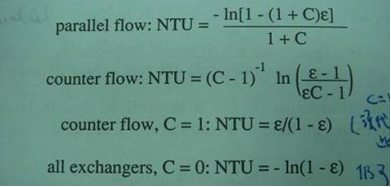 parallel flow: NTU = - ln[1 - (1 + C)ε] / 1 + C
counter flow: NTU = (C - 1)⁻¹ ln (ε - 1 / εC - 1)
C=
counter flow, C = 1: NTU = ε/(1 - ε)
all exchangers, C = 0: NTU = - ln(1 - ε)